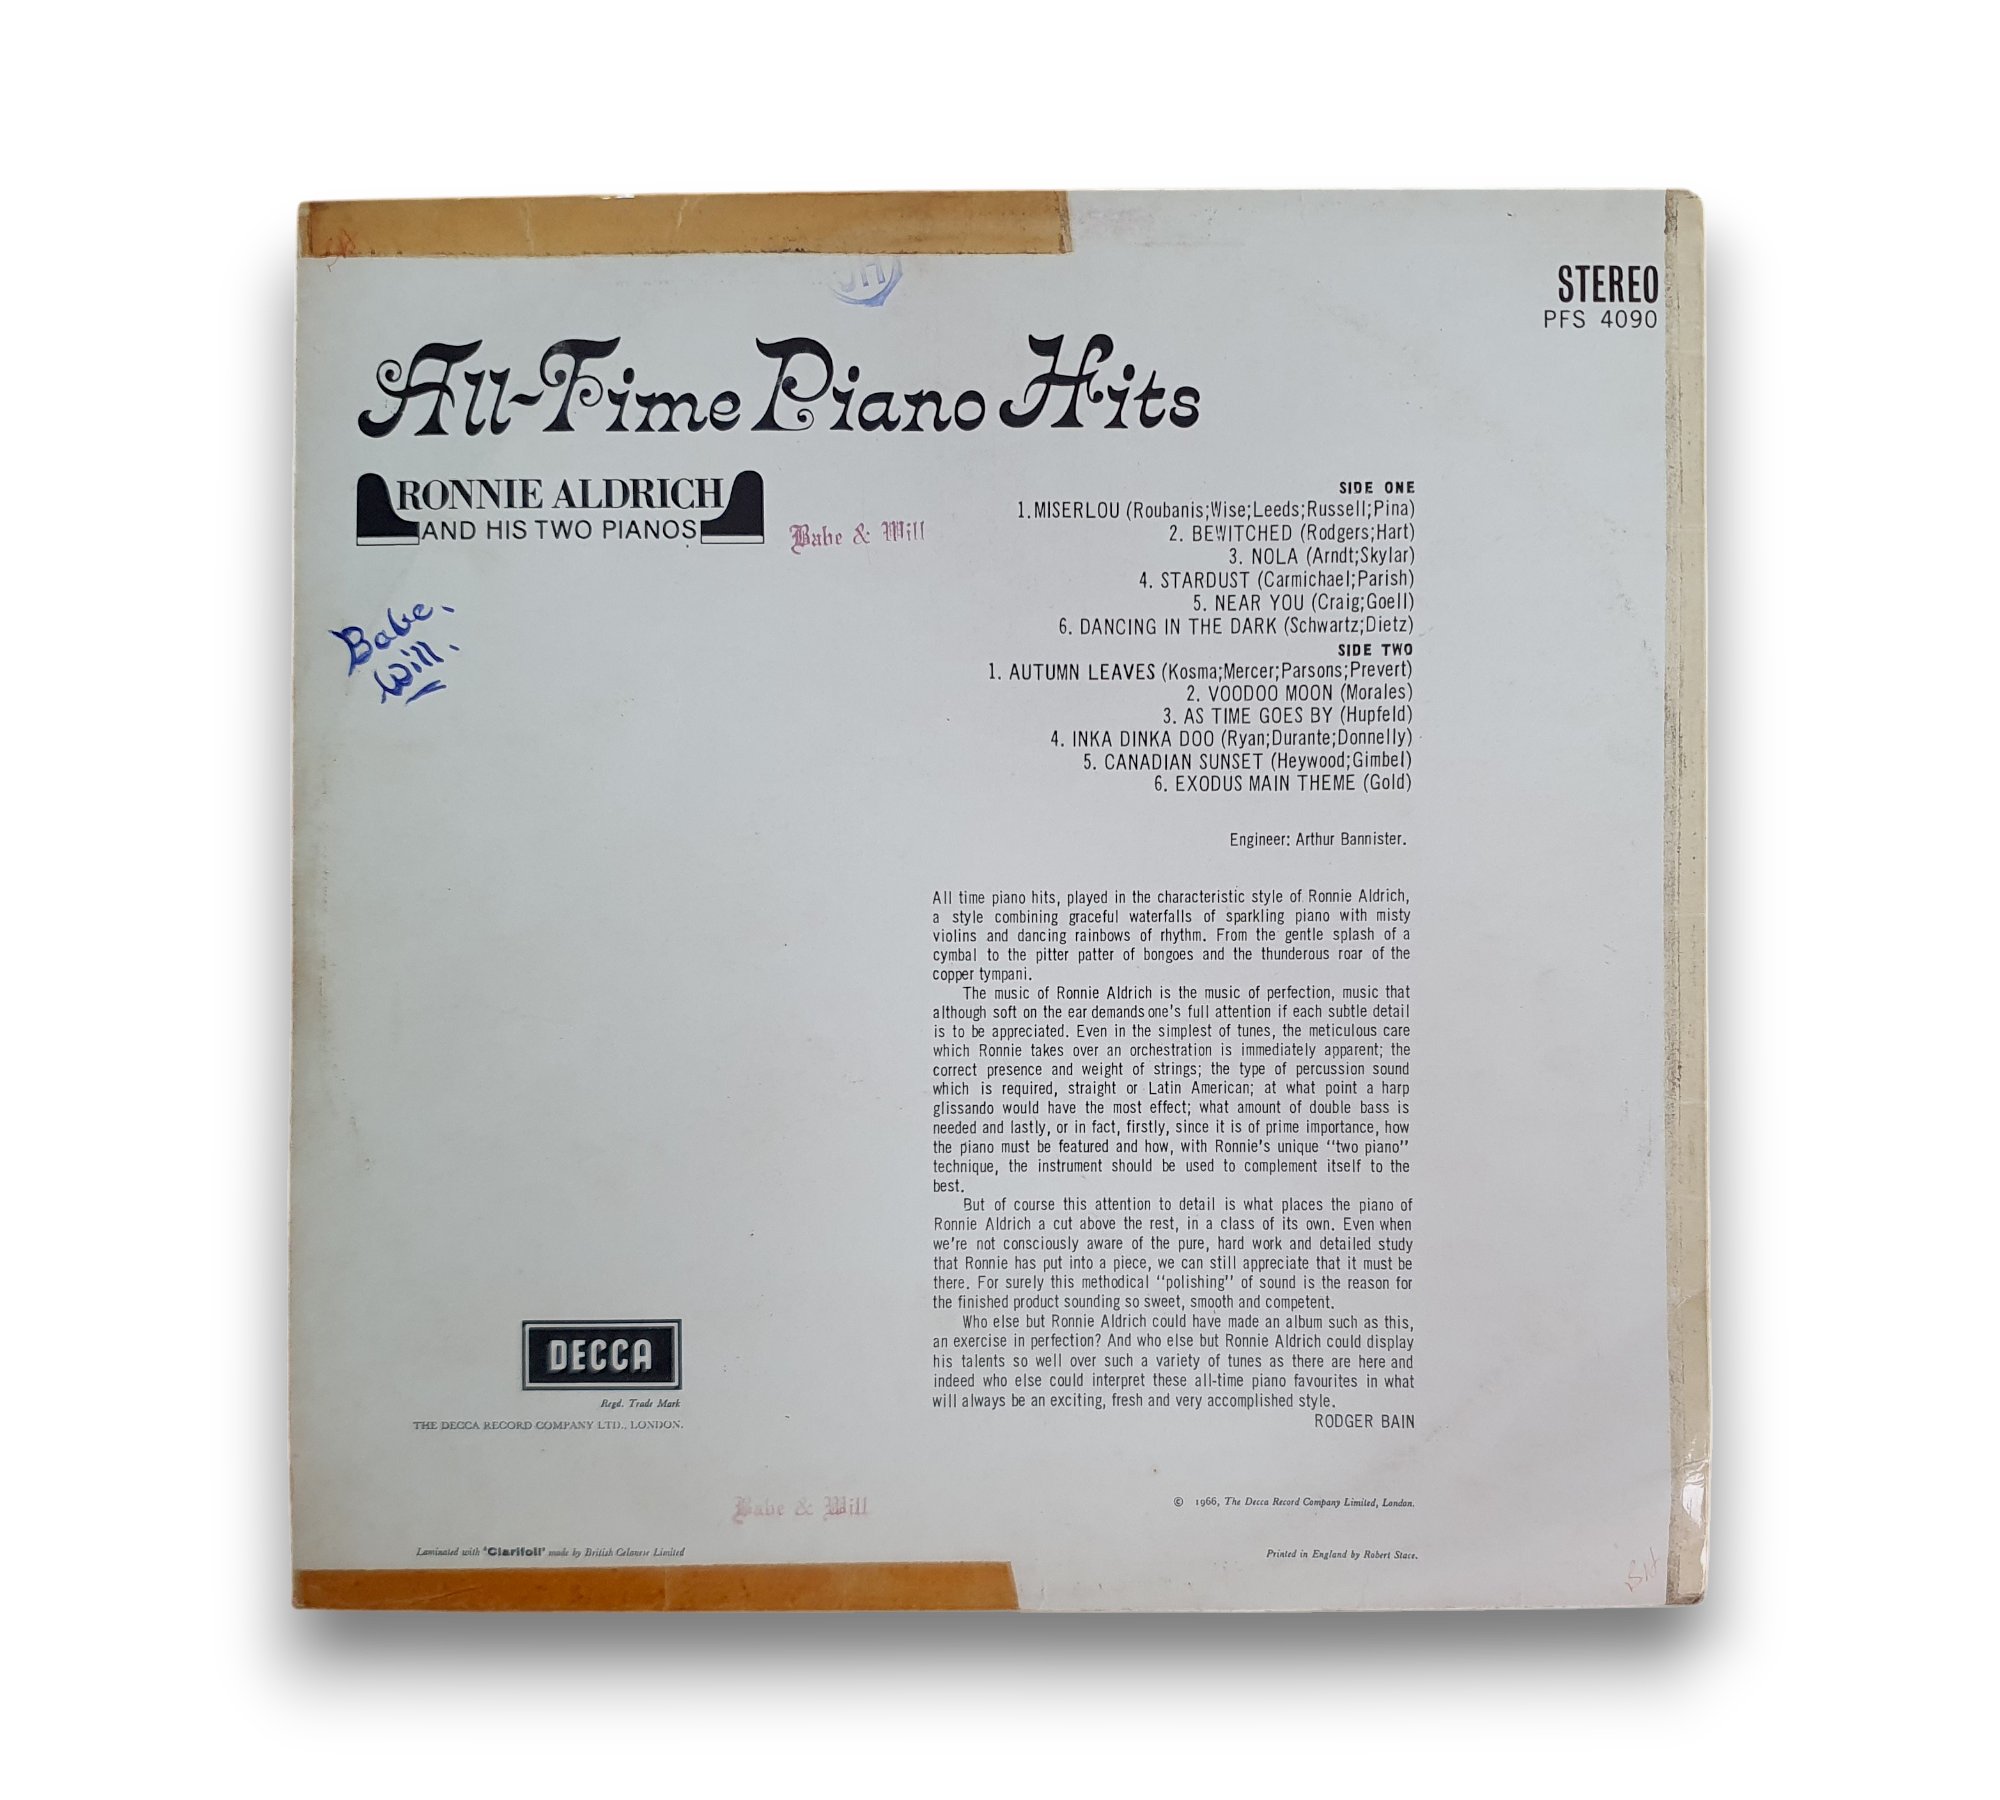 SH
JH
STEREO
PFS 4090
All-Time Piano Hits
RONNIE ALDRICH
AND HIS TWO PIANOS
Babe & Will
Babe.
Will.
SIDE ONE
1.MISERLOU (Roubanis;Wise;Leeds;Russell;Pina)
2. BEWITCHED (Rodgers;Hart)
3. NOLA (Arndt;Skylar)
4. STARDUST (Carmichael;Parish)
5. NEAR YOU (Craig;Goell)
6. DANCING IN THE DARK (Schwartz;Dietz)
SIDE TWO
1. AUTUMN LEAVES (Kosma;Mercer;Parsons;Prevert)
2. VOODOO MOON (Morales)
3. AS TIME GOES BY (Hupfeld)
4. INKA DINKA DOO (Ryan;Durante;Donnelly)
5. CANADIAN SUNSET (Heywood;Gimbel)
6. EXODUS MAIN THEME (Gold)
Engineer: Arthur Bannister.
All time piano hits, played in the characteristic style of Ronnie Aldrich,
a style combining graceful waterfalls of sparkling piano with misty
violins and dancing rainbows of rhythm. From the gentle splash of a
cymbal to the pitter patter of bongoes and the thunderous roar of the
copper tympani.
The music of Ronnie Aldrich is the music of perfection, music that
although soft on the ear demands one's full attention if each subtle detail
is to be appreciated. Even in the simplest of tunes, the meticulous care
which Ronnie takes over an orchestration is immediately apparent; the
correct presence and weight of strings; the type of percussion sound
which is required, straight or Latin American; at what point a harp
glissando would have the most effect; what amount of double bass is
needed and lastly, or in fact, firstly, since it is of prime importance, how
the piano must be featured and how, with Ronnie's unique "two piano"
technique, the instrument should be used to complement itself to the
best.
But of course this attention to detail is what places the piano of
Ronnie Aldrich a cut above the rest, in a class of its own. Even when
we're not consciously aware of the pure, hard work and detailed study
that Ronnie has put into a piece, we can still appreciate that it must be
there. For surely this methodical "polishing" of sound is the reason for
the finished product sounding so sweet, smooth and competent.
Who else but Ronnie Aldrich could have made an album such as this,
an exercise in perfection? And who else but Ronnie Aldrich could display
his talents so well over such a variety of tunes as there are here and
indeed who else could interpret these all-time piano favourites in what
will always be an exciting, fresh and very accomplished style.
RODGER BAIN
DECCA
Regd. Trade Mark
THE DECCA RECORD COMPANY LTD., LONDON.
Babe & Will
© 1966, The Decca Record Company Limited, London.
Laminated with 'Clarifoil' made by British Celanese Limited
Printed in England by Robert Stace.
SH